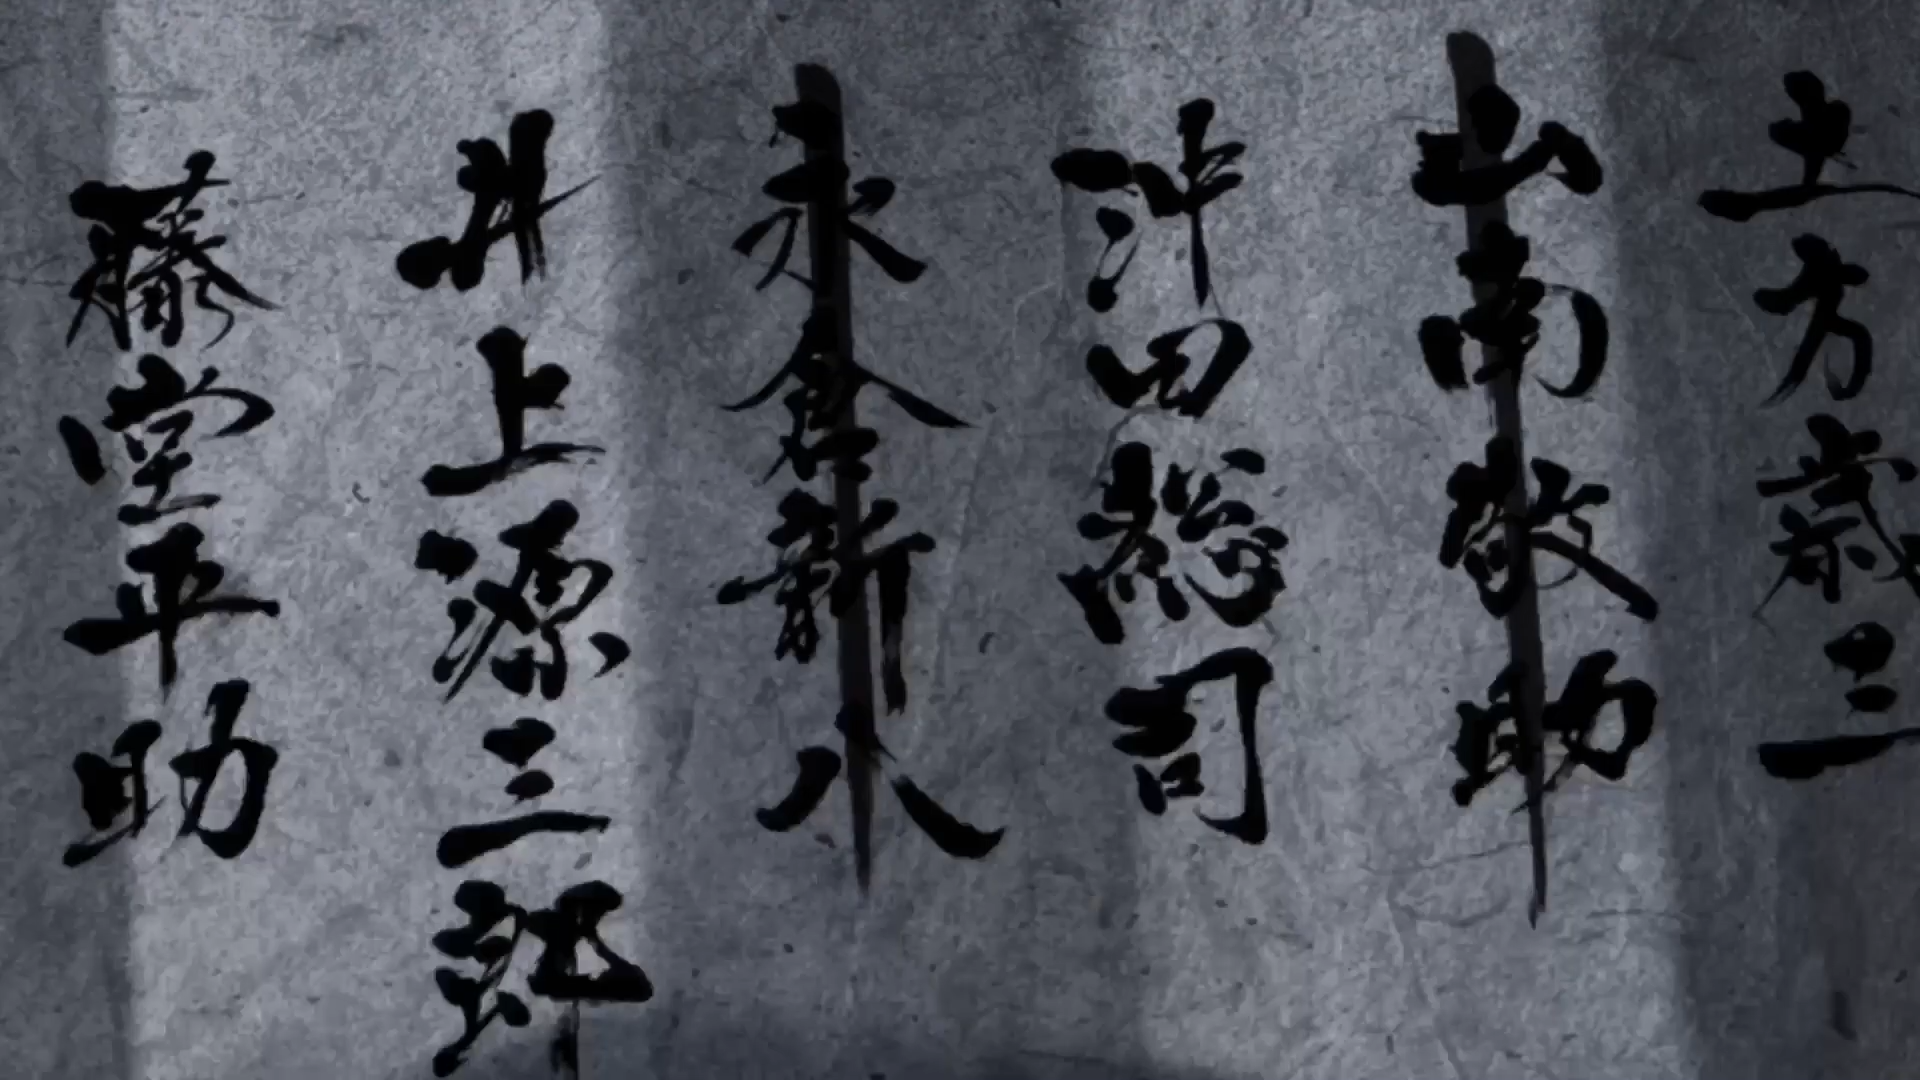 土方歳三
山南敬助
沖田総司
永倉新八
井上源三郎
藤堂平助